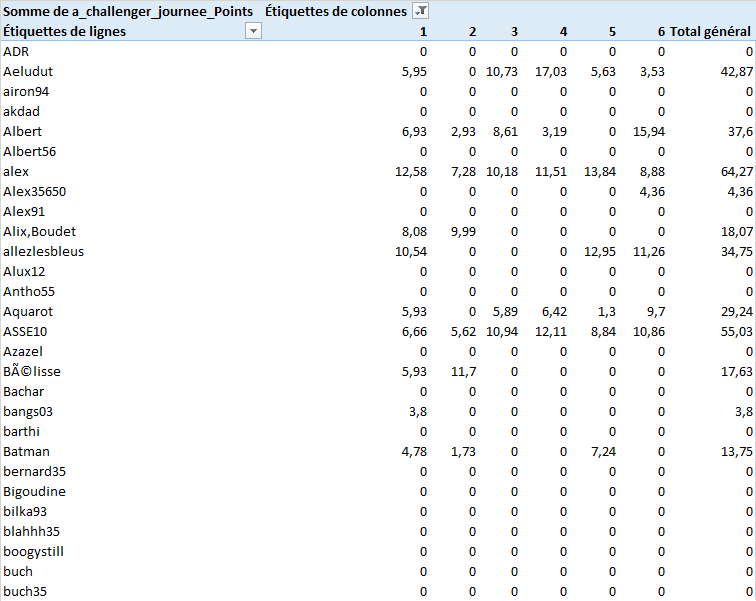 Somme de a_challenger_journee_Points Étiquettes de colonnes
Étiquettes de lignes 1 2 3 4 5 6 Total général
ADR 0 0 0 0 0 0 0
Aeludut 5,95 0 10,73 17,03 5,63 3,53 42,87
airon94 0 0 0 0 0 0 0
akdad 0 0 0 0 0 0 0
Albert 6,93 2,93 8,61 3,19 0 15,94 37,6
Albert56 0 0 0 0 0 0 0
alex 12,58 7,28 10,18 11,51 13,84 8,88 64,27
Alex35650 0 0 0 0 0 4,36 4,36
Alex91 0 0 0 0 0 0 0
Alix,Boudet 8,08 9,99 0 0 0 0 18,07
allezlesbleus 10,54 0 0 0 12,95 11,26 34,75
Alux12 0 0 0 0 0 0 0
Antho55 0 0 0 0 0 0 0
Aquarot 5,93 0 5,89 6,42 1,3 9,7 29,24
ASSE10 6,66 5,62 10,94 12,11 8,84 10,86 55,03
Azazel 0 0 0 0 0 0 0
BÃ©lisse 5,93 11,7 0 0 0 0 17,63
Bachar 0 0 0 0 0 0 0
bangs03 3,8 0 0 0 0 0 3,8
barthi 0 0 0 0 0 0 0
Batman 4,78 1,73 0 0 7,24 0 13,75
bernard35 0 0 0 0 0 0 0
Bigoudine 0 0 0 0 0 0 0
bilka93 0 0 0 0 0 0 0
blahhh35 0 0 0 0 0 0 0
boogystill 0 0 0 0 0 0 0
buch 0 0 0 0 0 0 0
buch35 0 0 0 0 0 0 0